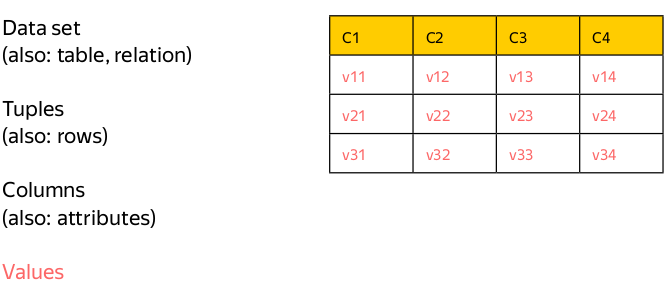 Data set
(also: table, relation)
Tuples
(also: rows)
Columns
(also: attributes)
Values
C1 C2 C3 C4
v11 v12 v13 v14
v21 v22 v23 v24
v31 v32 v33 v34